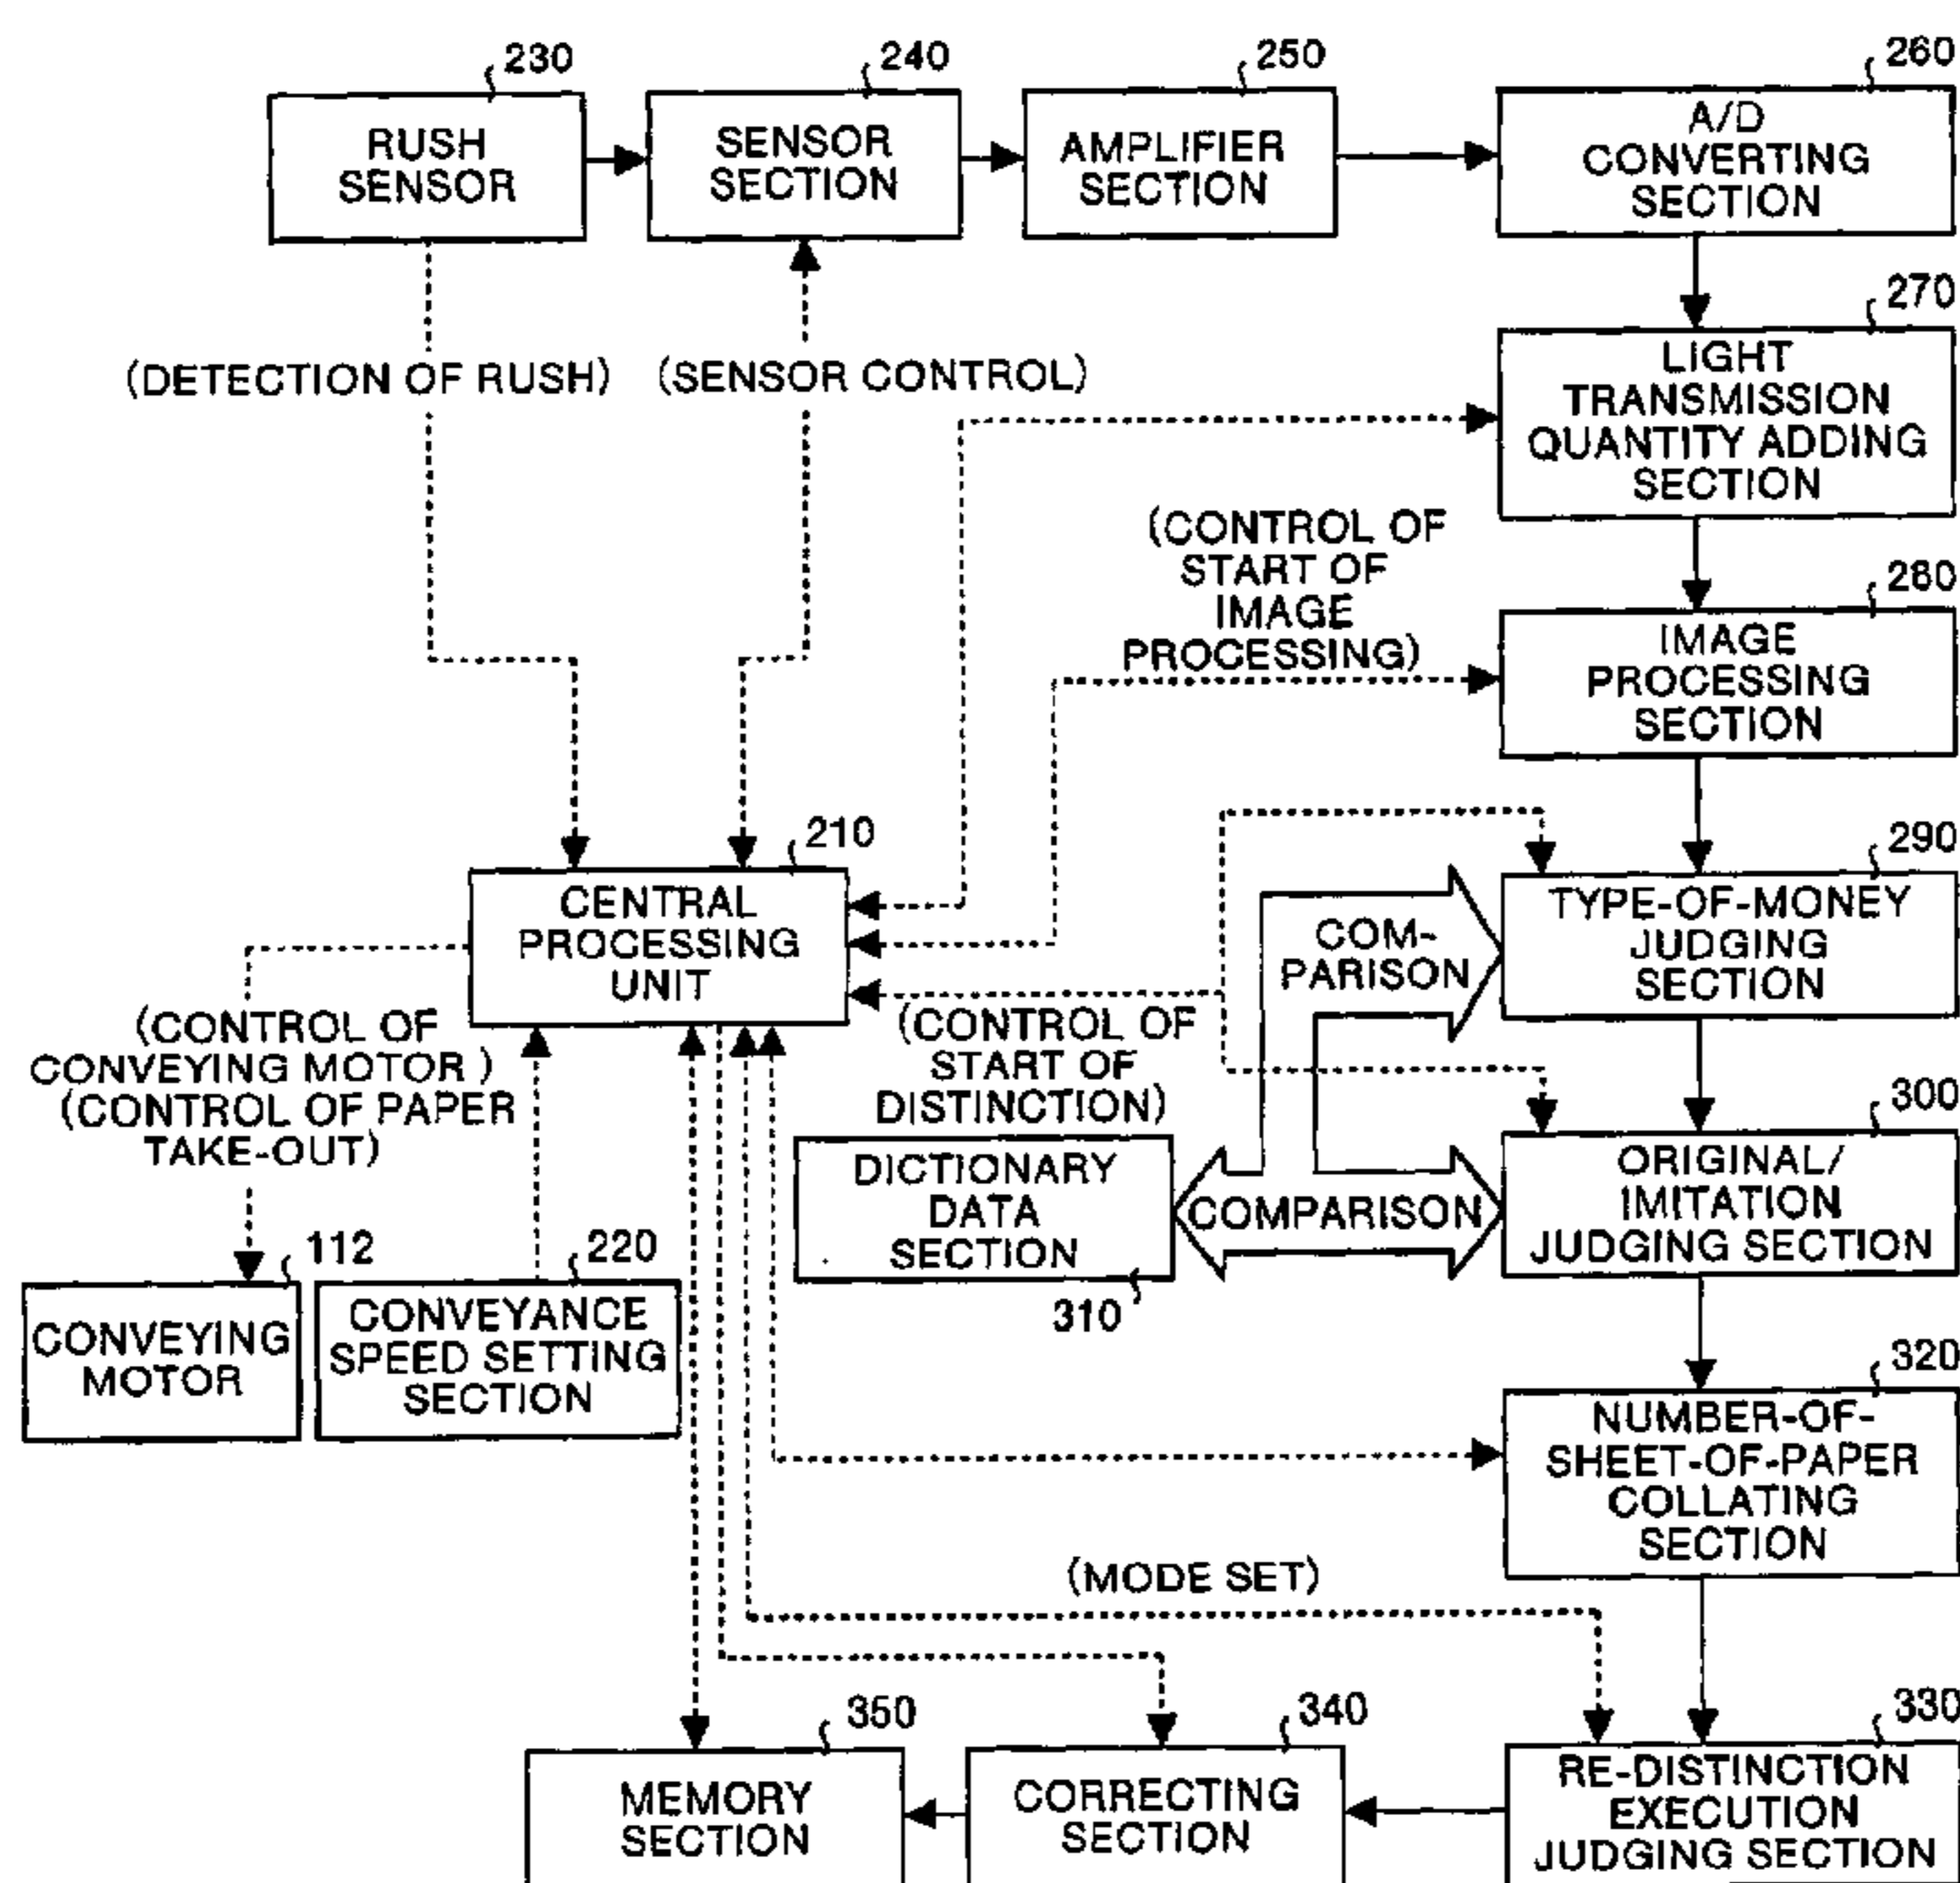 230
240
250
260
RUSH
SENSOR
SENSOR
SECTION
AMPLIFIER
SECTION
A/D
CONVERTING
SECTION
270
(DETECTION OF RUSH)
(SENSOR CONTROL)
LIGHT
TRANSMISSION
QUANTITY ADDING
SECTION
(CONTROL OF
START OF
IMAGE
PROCESSING)
280
IMAGE
PROCESSING
SECTION
210
290
CENTRAL
PROCESSING
UNIT
COM-
PARISON
TYPE-OF-MONEY
JUDGING
SECTION
(CONTROL OF
CONVEYING MOTOR )
(CONTROL OF PAPER
TAKE-OUT)
(CONTROL OF
START OF
DISTINCTION)
300
DICTIONARY
DATA
SECTION
310
COMPARISON
ORIGINAL/
IMITATION
JUDGING SECTION
112
220
CONVEYING
MOTOR
CONVEYANCE
SPEED SETTING
SECTION
320
NUMBER-OF-
SHEET-OF-PAPER
COLLATING
SECTION
(MODE SET)
350
340
330
MEMORY
SECTION
CORRECTING
SECTION
RE-DISTINCTION
EXECUTION
JUDGING SECTION